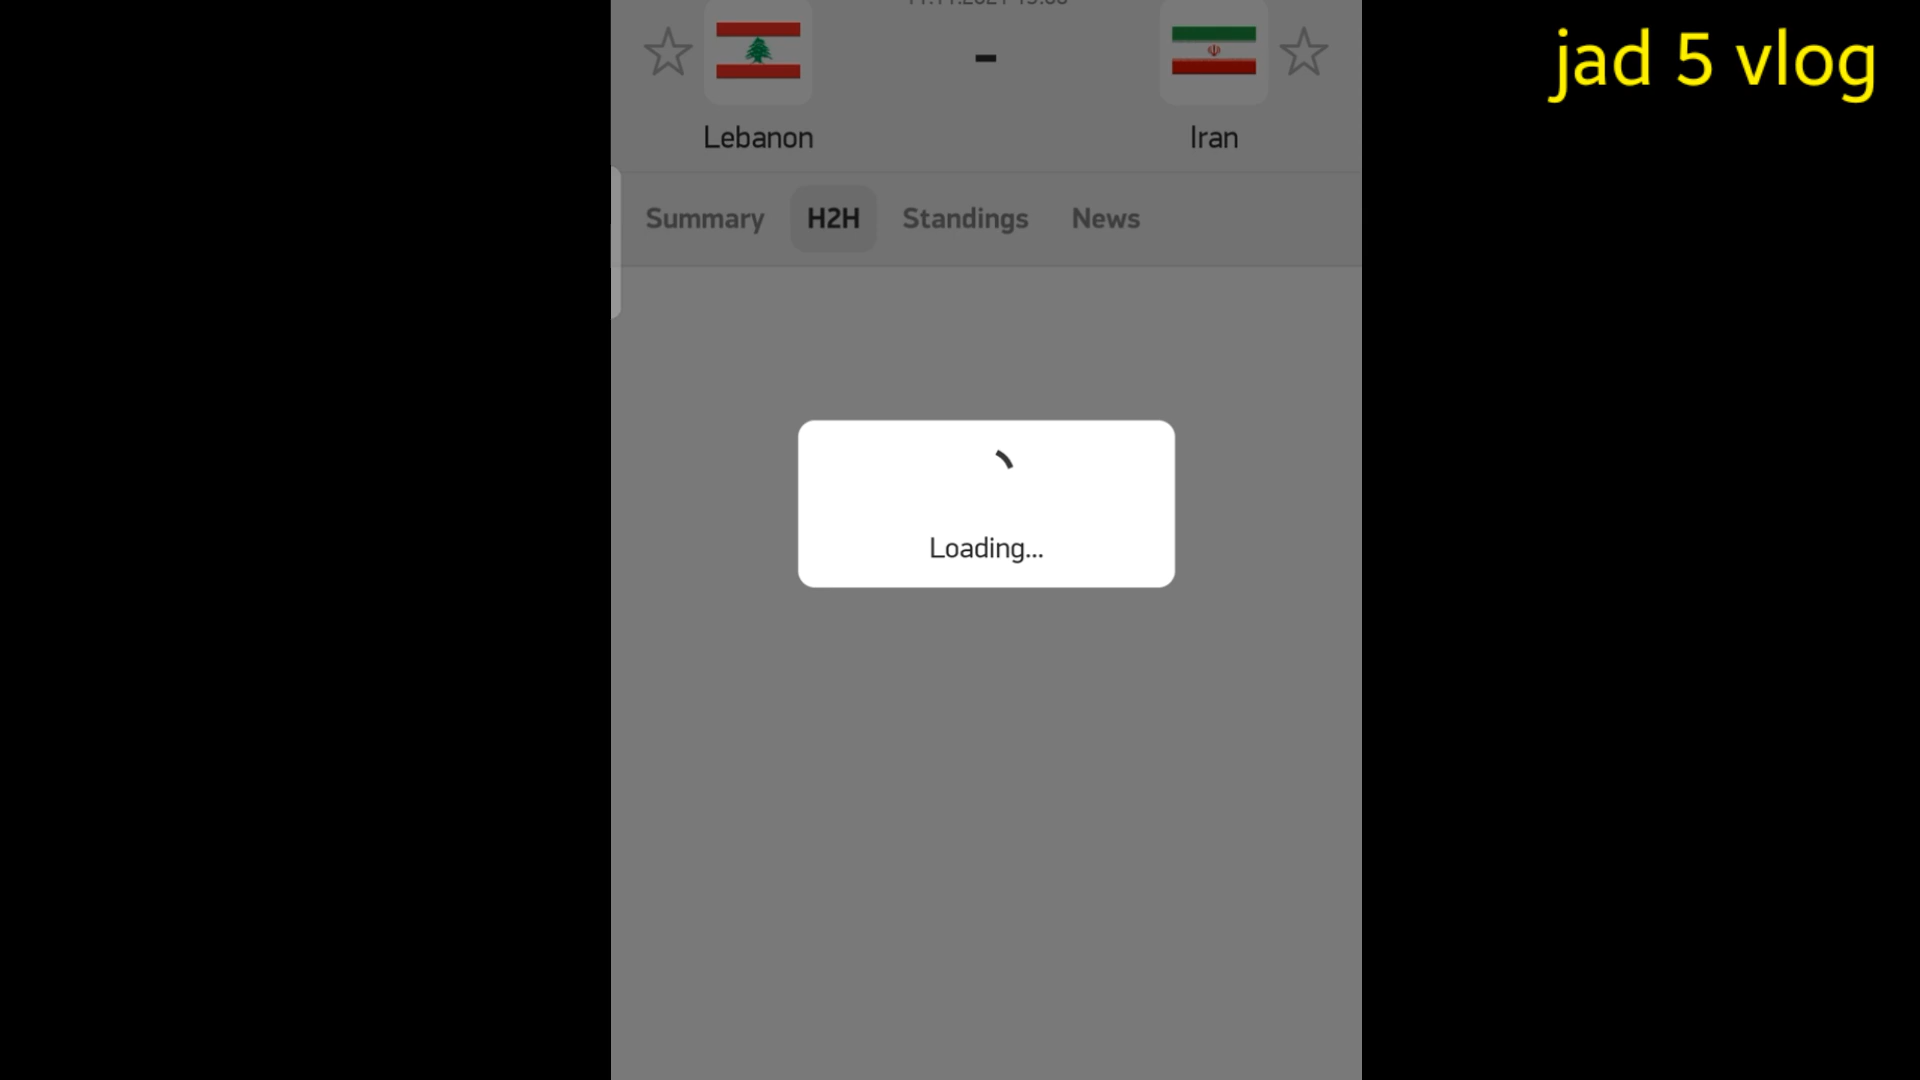 jad 5 vlog
-
Lebanon
Iran
Summary H2H Standings News
Loading...